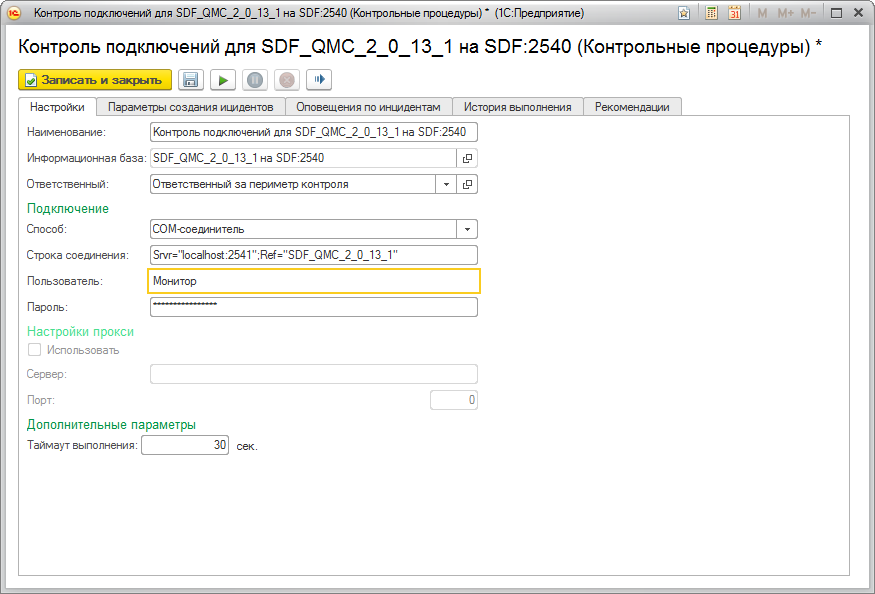 Контроль подключений для SDF_QMC_2_0_13_1 на SDF:2540 (Контрольные процедуры) * (1С:Предприятие)
31 M M+ M-
Контроль подключений для SDF_QMC_2_0_13_1 на SDF:2540 (Контрольные процедуры) *
Записать и закрыть
Настройки Параметры создания ицидентов Оповещения по инцидентам История выполнения Рекомендации
Наименование: Контроль подключений для SDF_QMC_2_0_13_1 на SDF:2540
Информационная база: SDF_QMC_2_0_13_1 на SDF:2540
Ответственный: Ответственный за периметр контроля
Подключение
Способ: COM-соединитель
Строка соединения: Srvr="localhost:2541";Ref="SDF_QMC_2_0_13_1"
Пользователь: Монитор
Пароль: ****************
Настройки прокси
Использовать
Сервер:
Порт: 0
Дополнительные параметры
Таймаут выполнения: 30 сек.